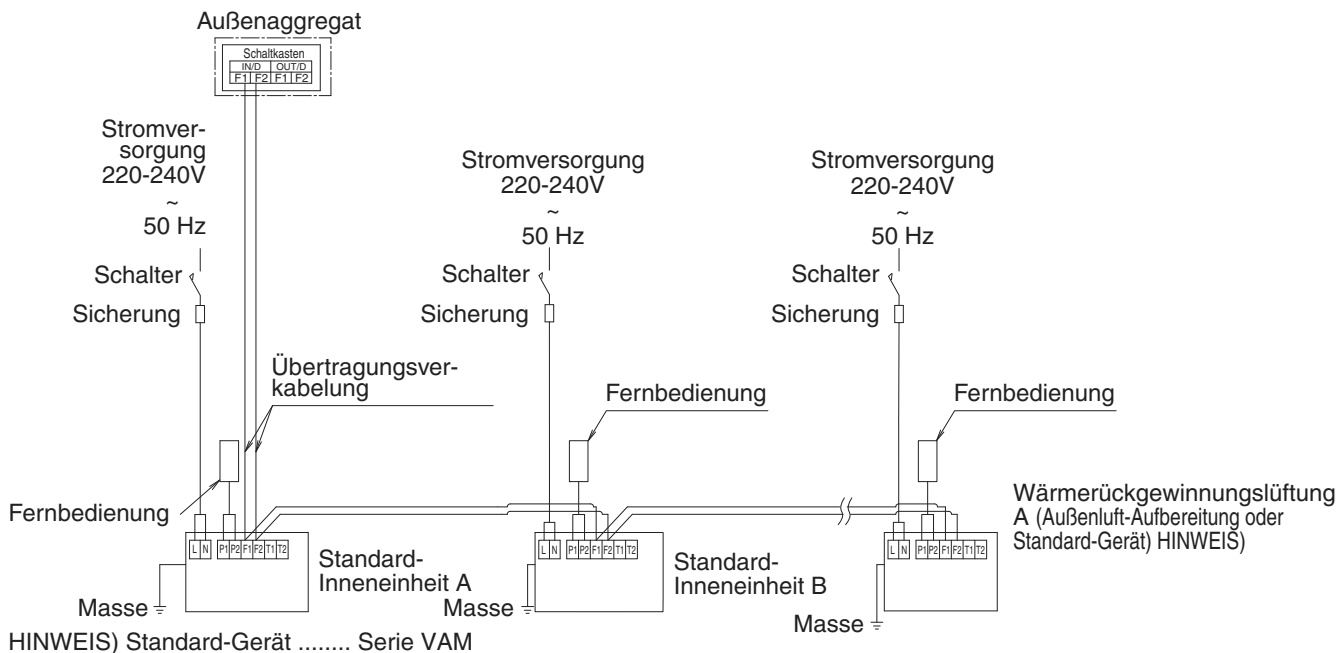 Außenaggregat
Schaltkasten
IN/D OUT/D
F1 F2 F1 F2
Stromver-
sorgung
220-240V
~
50 Hz
Schalter
Sicherung
Stromversorgung
220-240V
~
50 Hz
Schalter
Sicherung
Stromversorgung
220-240V
~
50 Hz
Schalter
Sicherung
Übertragungsver-
kabelung
Fernbedienung
Fernbedienung
Fernbedienung
L N P1 P2 F1 F2 T1 T2
Standard-
Inneneinheit A
Masse
L N P1 P2 F1 F2 T1 T2
Standard-
Inneneinheit B
Masse
L N P1 P2 F1 F2 T1 T2
Wärmerückgewinnungslüftung
A (Außenluft-Aufbereitung oder
Standard-Gerät) HINWEIS)
Masse
HINWEIS) Standard-Gerät ........ Serie VAM